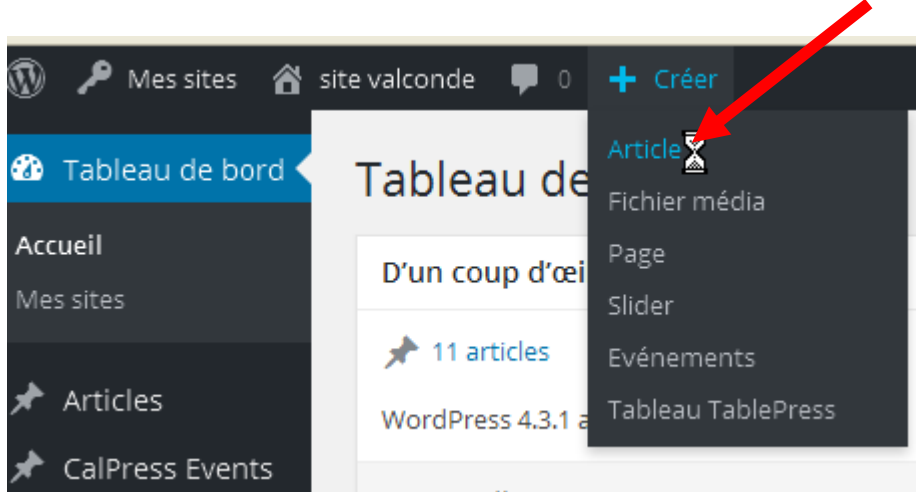 Mes sites site valconde 0 + Créer
Tableau de bord
Accueil
Mes sites
Articles
CalPress Events
Tableau de
D'un coup d'œi
11 articles
WordPress 4.3.1 a
Article
Fichier média
Page
Slider
Evénements
Tableau TablePress